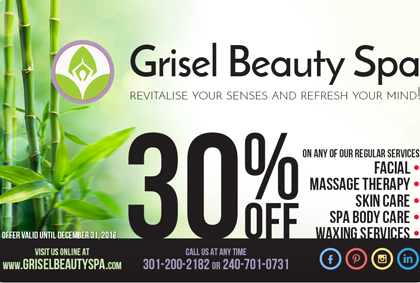 Grisel Beauty Spa
REVITALISE YOUR SENSES AND REFRESH YOUR MIND!
30% OFF
ON ANY OF OUR REGULAR SERVICES
FACIAL •
MASSAGE THERAPY •
SKIN CARE •
SPA BODY CARE •
WAXING SERVICES •
OFFER VALID UNTIL DECEMBER 31, 2016
VISIT US ONLINE AT
WWW.GRISELBEAUTYSPA.COM
CALL US AT ANY TIME
301-200-2182 OR 240-701-0731